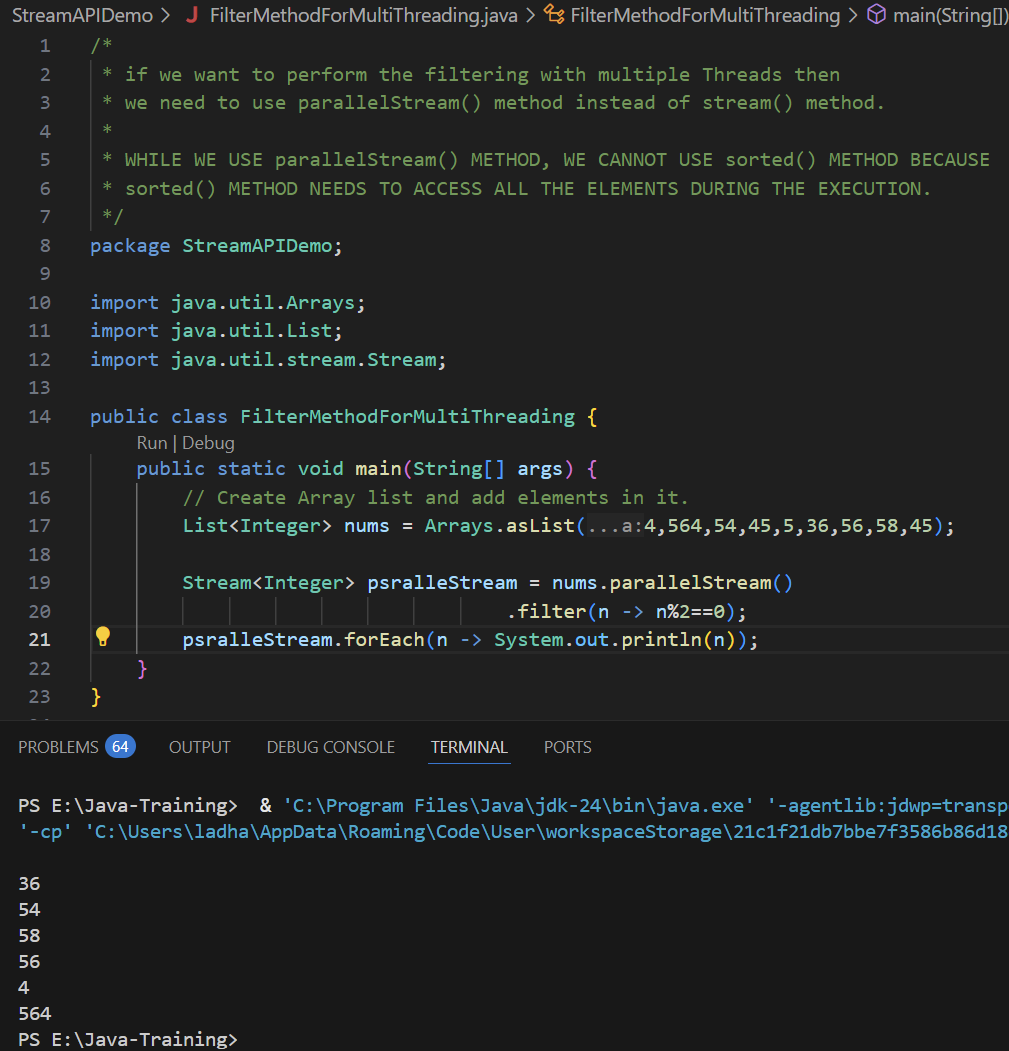 StreamAPIDemo > J FilterMethodForMultiThreading.java > FilterMethodForMultiThreading > main(String[])
1 /*
2 * if we want to perform the filtering with multiple Threads then
3 * we need to use parallelStream() method instead of stream() method.
4 *
5 * WHILE WE USE parallelStream() METHOD, WE CANNOT USE sorted() METHOD BECAUSE
6 * sorted() METHOD NEEDS TO ACCESS ALL THE ELEMENTS DURING THE EXECUTION.
7 */
8 package StreamAPIDemo;
9
10 import java.util.Arrays;
11 import java.util.List;
12 import java.util.stream.Stream;
13
14 public class FilterMethodForMultiThreading {
Run | Debug
15 public static void main(String[] args) {
16 // Create Array list and add elements in it.
17 List<Integer> nums = Arrays.asList(...a:4,564,54,45,5,36,56,58,45);
18
19 Stream<Integer> psralleStream = nums.parallelStream()
20 .filter(n -> n%2==0);
21 psralleStream.forEach(n -> System.out.println(n));
22 }
23 }
PROBLEMS 64 OUTPUT DEBUG CONSOLE TERMINAL PORTS
PS E:\Java-Training> & 'C:\Program Files\Java\jdk-24\bin\java.exe' '-agentlib:jdwp=transp
'-cp' 'C:\Users\ladha\AppData\Roaming\Code\User\workspaceStorage\21c1f21db7bbe7f3586b86d18
36
54
58
56
4
564
PS E:\Java-Training>